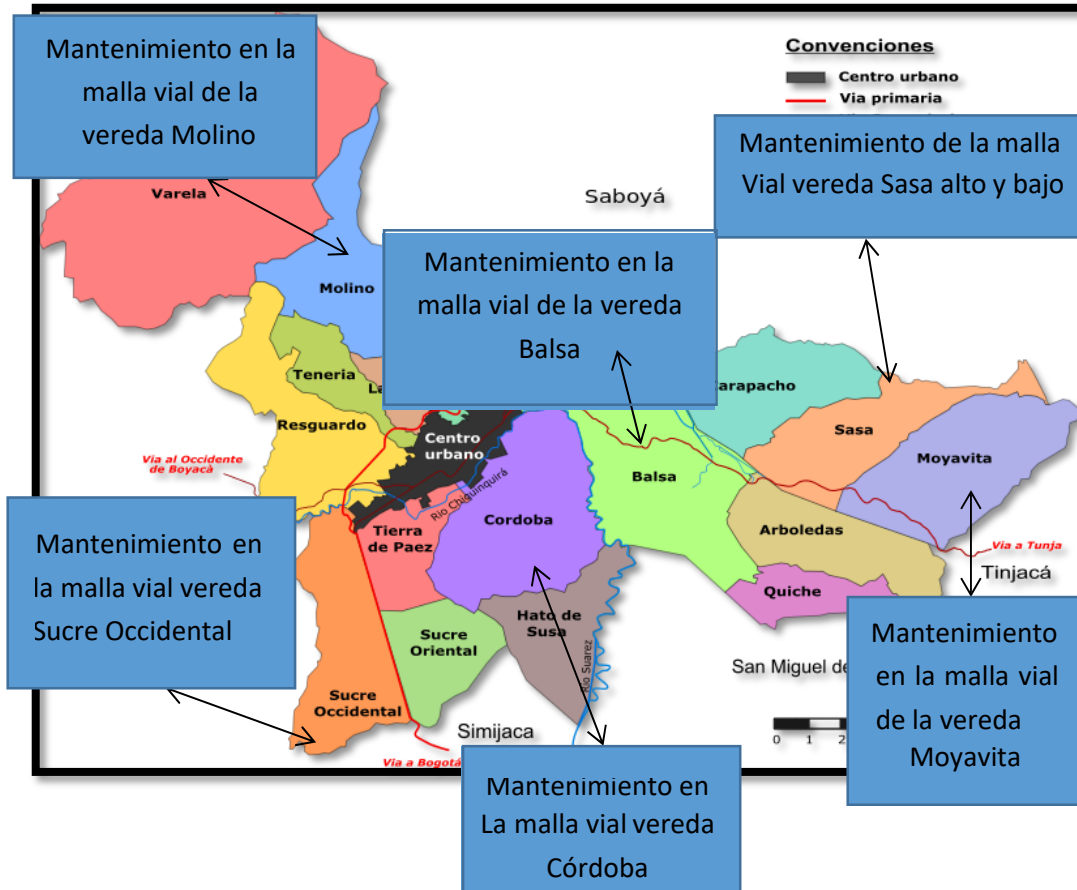 Mantenimiento en la
malla vial de la
vereda Molino
Convenciones
Centro urbano
Via primaria
Mantenimiento de la malla
Vial vereda Sasa alto y bajo
Varela
Saboyá
Mantenimiento en la
malla vial de la vereda
Balsa
Molino
Teneria
La
Resguardo
Centro
urbano
Carapacho
Sasa
Moyavita
Via al Occidente
de Boyacá
Rio Chiquinquirá
Balsa
Cordoba
Tierra
de Paez
Arboledas
Via a Tunja
Tinjacá
Quiche
Mantenimiento en
la malla vial vereda
Sucre Occidental
Hato de
Susa
Sucre
Oriental
Rio Suarez
San Miguel de
Mantenimiento
en la malla vial
de la vereda
Moyavita
Sucre
Occidental
Simijaca
0 1 2
Via a Bogotá
Mantenimiento en
La malla vial vereda
Córdoba